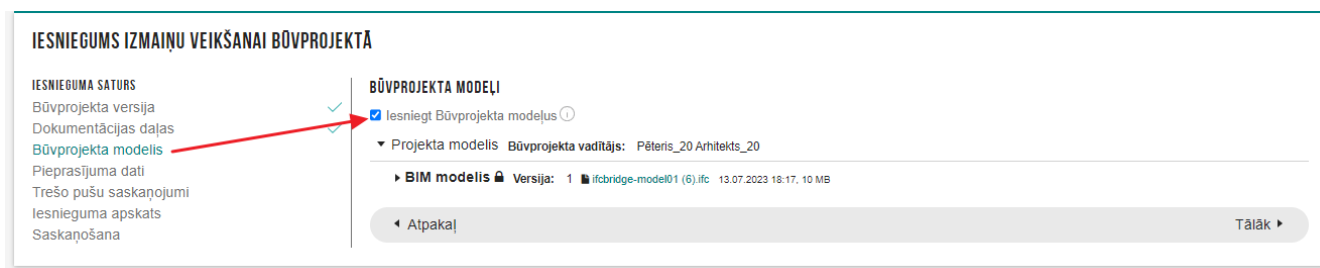 IESNIEGUMS IZMAIŅU VEIKŠANAI BŪVPROJEKTĀ
IESNIEGUMA SATURS
Būvprojekta versija
Dokumentācijas daļas
Būvprojekta modelis
Pieprasījuma dati
Trešo pušu saskaņojumi
Iesnieguma apskats
Saskaņošana
BŪVPROJEKTA MODEĻI
Iesniegt Būvprojekta modeļus
Projekta modelis Būvprojekta vadītājs: Pēteris_20 Arhitekts_20
BIM modelis Versija: 1 ifcbridge-model01 (6).ifc 13.07.2023 18:17, 10 MB
Atpakaļ Tālāk